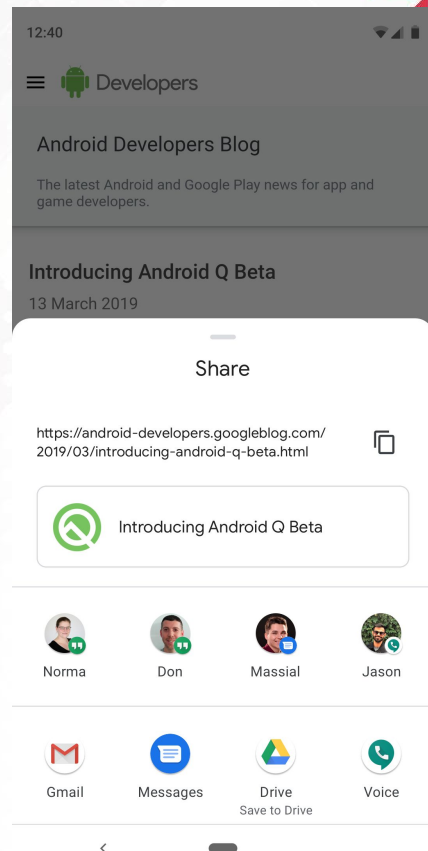 12:40
Developers
Android Developers Blog
The latest Android and Google Play news for app and
game developers.
Introducing Android Q Beta
13 March 2019
Share
https://android-developers.googleblog.com/
2019/03/introducing-android-q-beta.html
Introducing Android Q Beta
Norma Don Massial Jason
Gmail Messages Drive Voice
Save to Drive